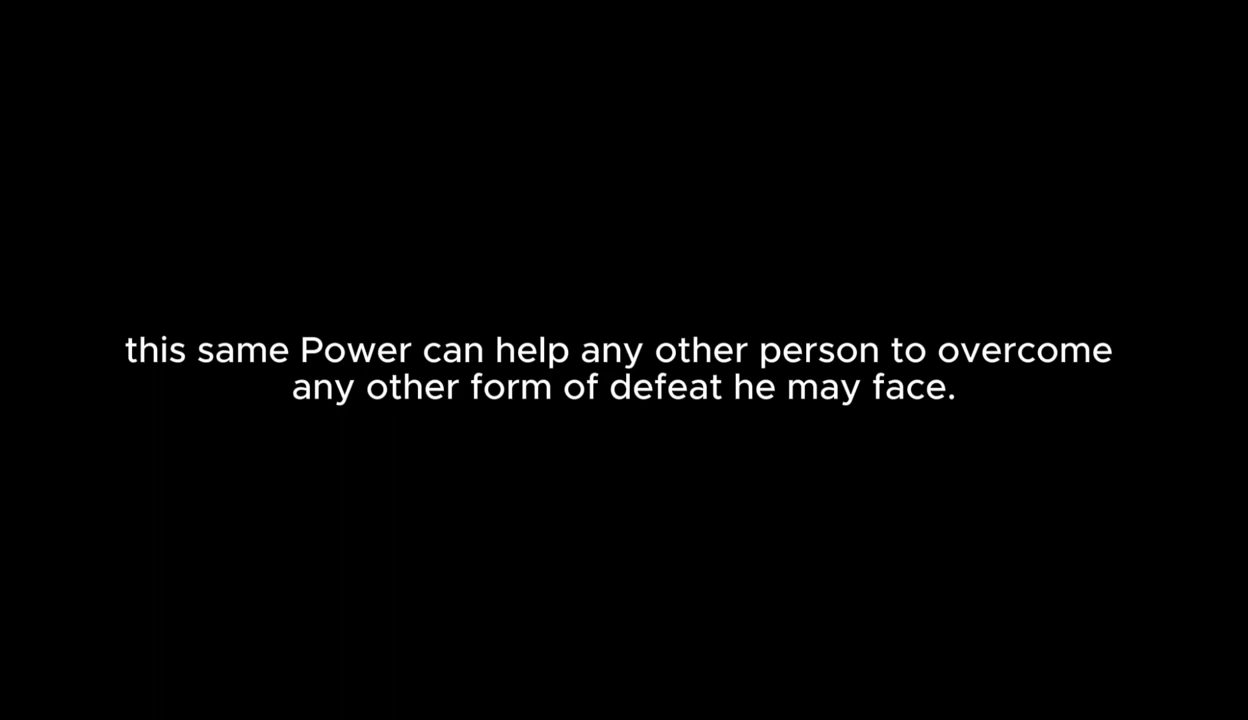 this same Power can help any other person to overcome
any other form of defeat he may face.